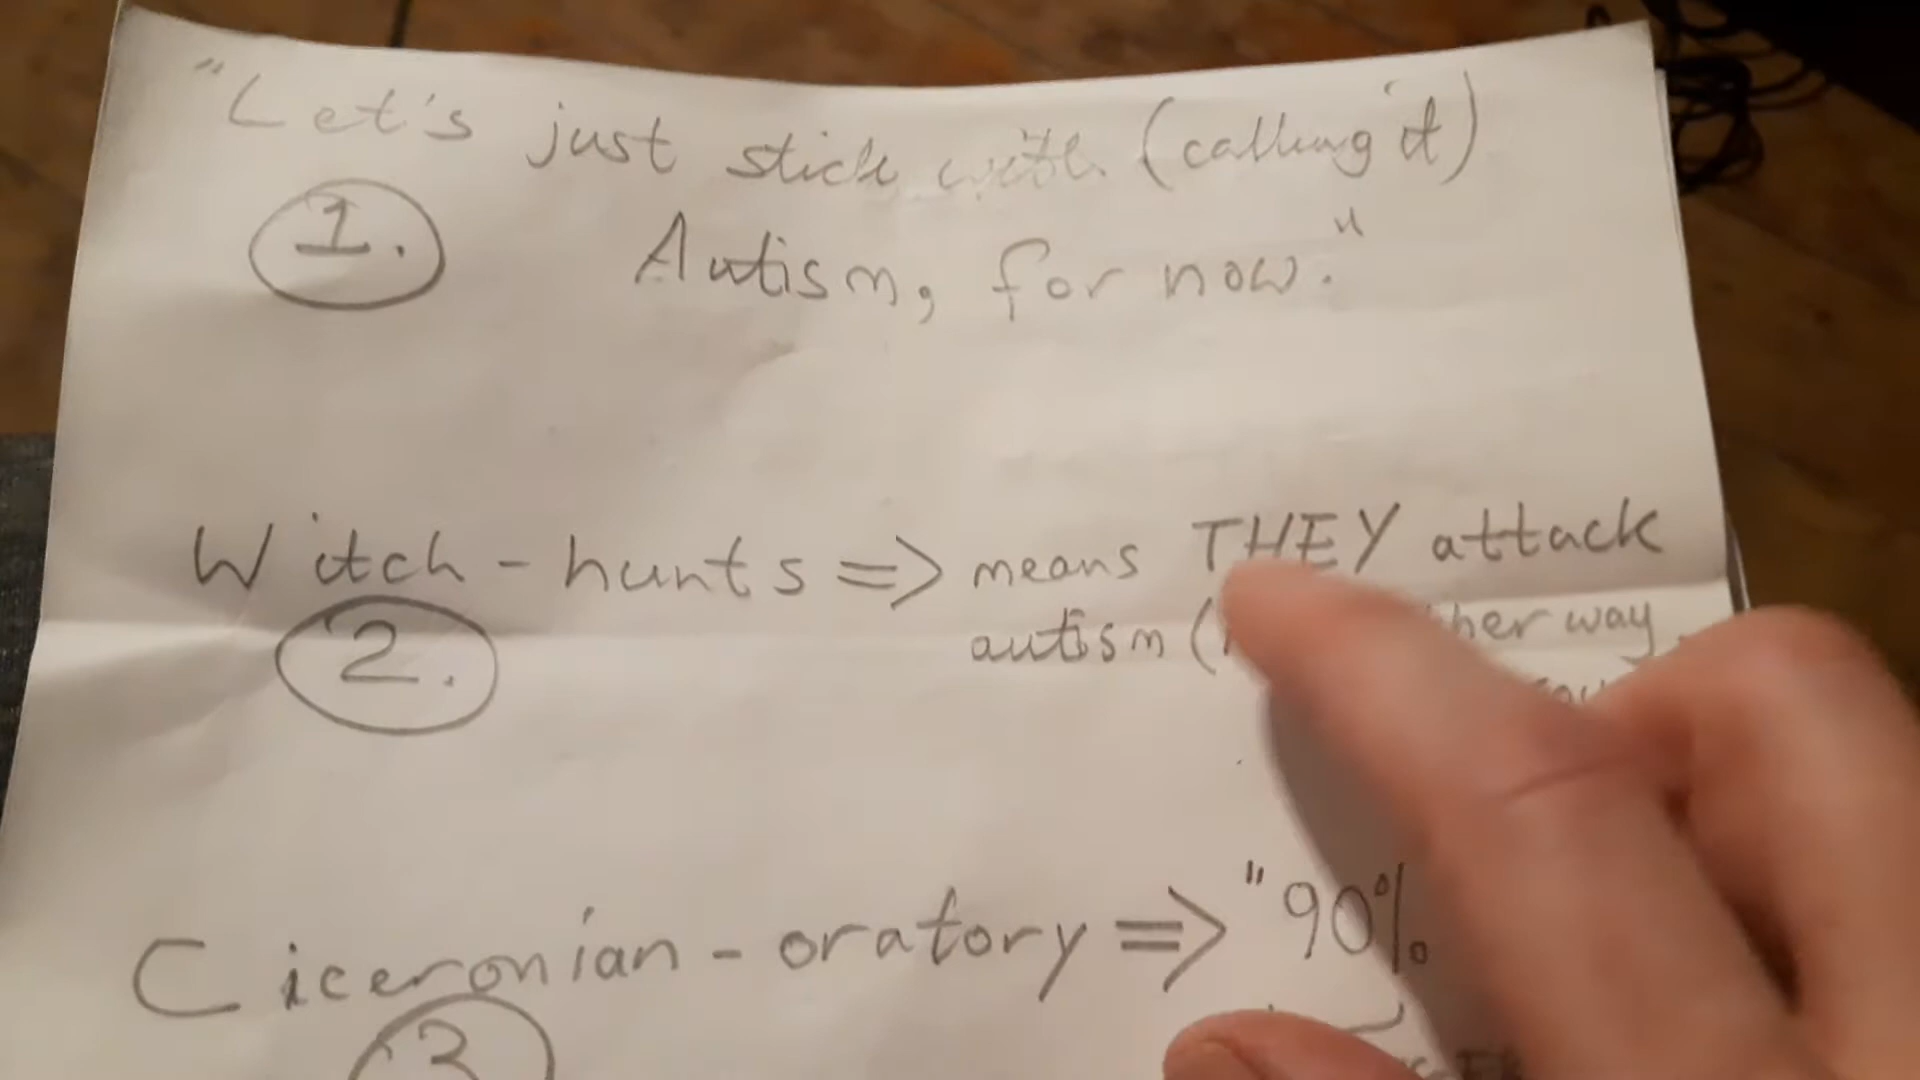 "Let's just stick with (calling it)
1. Autism, for now."
Witch-hunts => means THEY attack
2. autism ( her way
Ciceronian-oratory => "90%
3